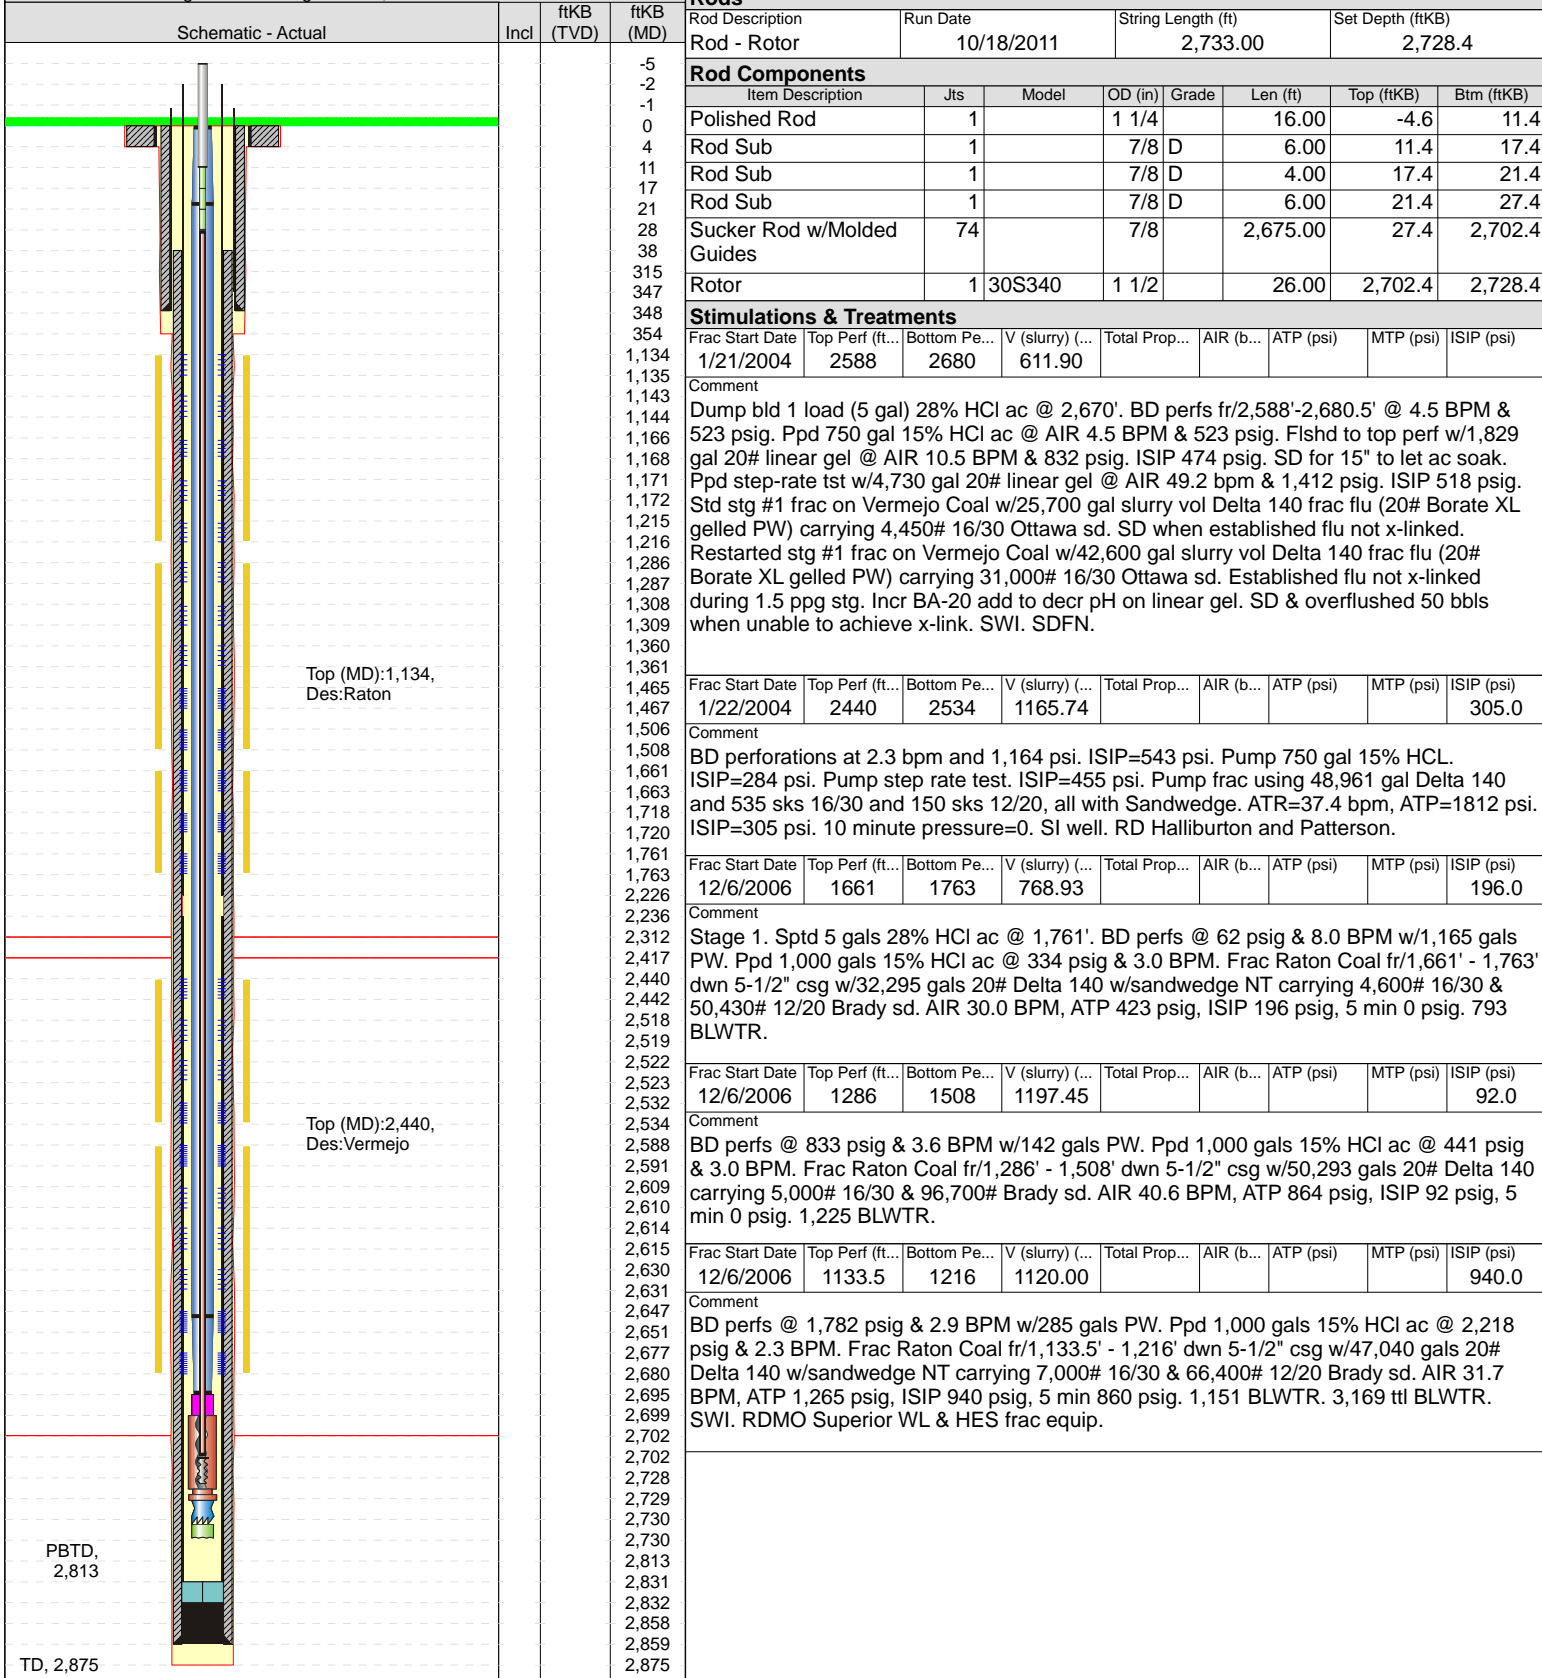 Schematic - Actual
Incl
ftKB
(TVD)
ftKB
(MD)
-5
-2
-1
0
4
11
17
21
28
38
315
347
348
354
1,134
1,135
1,143
1,144
1,166
1,168
1,171
1,172
1,215
1,216
1,286
1,287
1,308
1,309
1,360
1,361
1,465
1,467
1,506
1,508
1,661
1,663
1,718
1,720
1,761
1,763
2,226
2,236
2,312
2,417
2,440
2,442
2,518
2,519
2,522
2,523
2,532
2,534
2,588
2,591
2,609
2,610
2,614
2,615
2,630
2,631
2,647
2,651
2,677
2,680
2,695
2,699
2,702
2,702
2,728
2,729
2,730
2,730
2,813
2,831
2,832
2,858
2,859
2,875
Top (MD):1,134,
Des:Raton
Top (MD):2,440,
Des:Vermejo
PBTD,
2,813
TD, 2,875
Rods
Rod Description Run Date String Length (ft) Set Depth (ftKB)
Rod - Rotor 10/18/2011 2,733.00 2,728.4
Rod Components
Item Description Jts Model OD (in) Grade Len (ft) Top (ftKB) Btm (ftKB)
Polished Rod 1 1 1/4 16.00 -4.6 11.4
Rod Sub 1 7/8 D 6.00 11.4 17.4
Rod Sub 1 7/8 D 4.00 17.4 21.4
Rod Sub 1 7/8 D 6.00 21.4 27.4
Sucker Rod w/Molded 74 7/8 2,675.00 27.4 2,702.4
Guides
Rotor 1 30S340 1 1/2 26.00 2,702.4 2,728.4
Stimulations & Treatments
Frac Start Date Top Perf (ft... Bottom Pe... V (slurry) (... Total Prop... AIR (b... ATP (psi) MTP (psi) ISIP (psi)
1/21/2004 2588 2680 611.90
Comment
Dump bld 1 load (5 gal) 28% HCl ac @ 2,670'. BD perfs fr/2,588'-2,680.5' @ 4.5 BPM &
523 psig. Ppd 750 gal 15% HCl ac @ AIR 4.5 BPM & 523 psig. Flshd to top perf w/1,829
gal 20# linear gel @ AIR 10.5 BPM & 832 psig. ISIP 474 psig. SD for 15" to let ac soak.
Ppd step-rate tst w/4,730 gal 20# linear gel @ AIR 49.2 bpm & 1,412 psig. ISIP 518 psig.
Std stg #1 frac on Vermejo Coal w/25,700 gal slurry vol Delta 140 frac flu (20# Borate XL
gelled PW) carrying 4,450# 16/30 Ottawa sd. SD when established flu not x-linked.
Restarted stg #1 frac on Vermejo Coal w/42,600 gal slurry vol Delta 140 frac flu (20#
Borate XL gelled PW) carrying 31,000# 16/30 Ottawa sd. Established flu not x-linked
during 1.5 ppg stg. Incr BA-20 add to decr pH on linear gel. SD & overflushed 50 bbls
when unable to achieve x-link. SWI. SDFN.
Frac Start Date Top Perf (ft... Bottom Pe... V (slurry) (... Total Prop... AIR (b... ATP (psi) MTP (psi) ISIP (psi)
1/22/2004 2440 2534 1165.74 305.0
Comment
BD perforations at 2.3 bpm and 1,164 psi. ISIP=543 psi. Pump 750 gal 15% HCL.
ISIP=284 psi. Pump step rate test. ISIP=455 psi. Pump frac using 48,961 gal Delta 140
and 535 sks 16/30 and 150 sks 12/20, all with Sandwedge. ATR=37.4 bpm, ATP=1812 psi.
ISIP=305 psi. 10 minute pressure=0. SI well. RD Halliburton and Patterson.
Frac Start Date Top Perf (ft... Bottom Pe... V (slurry) (... Total Prop... AIR (b... ATP (psi) MTP (psi) ISIP (psi)
12/6/2006 1661 1763 768.93 196.0
Comment
Stage 1. Sptd 5 gals 28% HCl ac @ 1,761'. BD perfs @ 62 psig & 8.0 BPM w/1,165 gals
PW. Ppd 1,000 gals 15% HCl ac @ 334 psig & 3.0 BPM. Frac Raton Coal fr/1,661' - 1,763'
dwn 5-1/2" csg w/32,295 gals 20# Delta 140 w/sandwedge NT carrying 4,600# 16/30 &
50,430# 12/20 Brady sd. AIR 30.0 BPM, ATP 423 psig, ISIP 196 psig, 5 min 0 psig. 793
BLWTR.
Frac Start Date Top Perf (ft... Bottom Pe... V (slurry) (... Total Prop... AIR (b... ATP (psi) MTP (psi) ISIP (psi)
12/6/2006 1286 1508 1197.45 92.0
Comment
BD perfs @ 833 psig & 3.6 BPM w/142 gals PW. Ppd 1,000 gals 15% HCl ac @ 441 psig
& 3.0 BPM. Frac Raton Coal fr/1,286' - 1,508' dwn 5-1/2" csg w/50,293 gals 20# Delta 140
carrying 5,000# 16/30 & 96,700# Brady sd. AIR 40.6 BPM, ATP 864 psig, ISIP 92 psig, 5
min 0 psig. 1,225 BLWTR.
Frac Start Date Top Perf (ft... Bottom Pe... V (slurry) (... Total Prop... AIR (b... ATP (psi) MTP (psi) ISIP (psi)
12/6/2006 1133.5 1216 1120.00 940.0
Comment
BD perfs @ 1,782 psig & 2.9 BPM w/285 gals PW. Ppd 1,000 gals 15% HCl ac @ 2,218
psig & 2.3 BPM. Frac Raton Coal fr/1,133.5' - 1,216' dwn 5-1/2" csg w/47,040 gals 20#
Delta 140 w/sandwedge NT carrying 7,000# 16/30 & 66,400# 12/20 Brady sd. AIR 31.7
BPM, ATP 1,265 psig, ISIP 940 psig, 5 min 860 psig. 1,151 BLWTR. 3,169 ttl BLWTR.
SWI. RDMO Superior WL & HES frac equip.